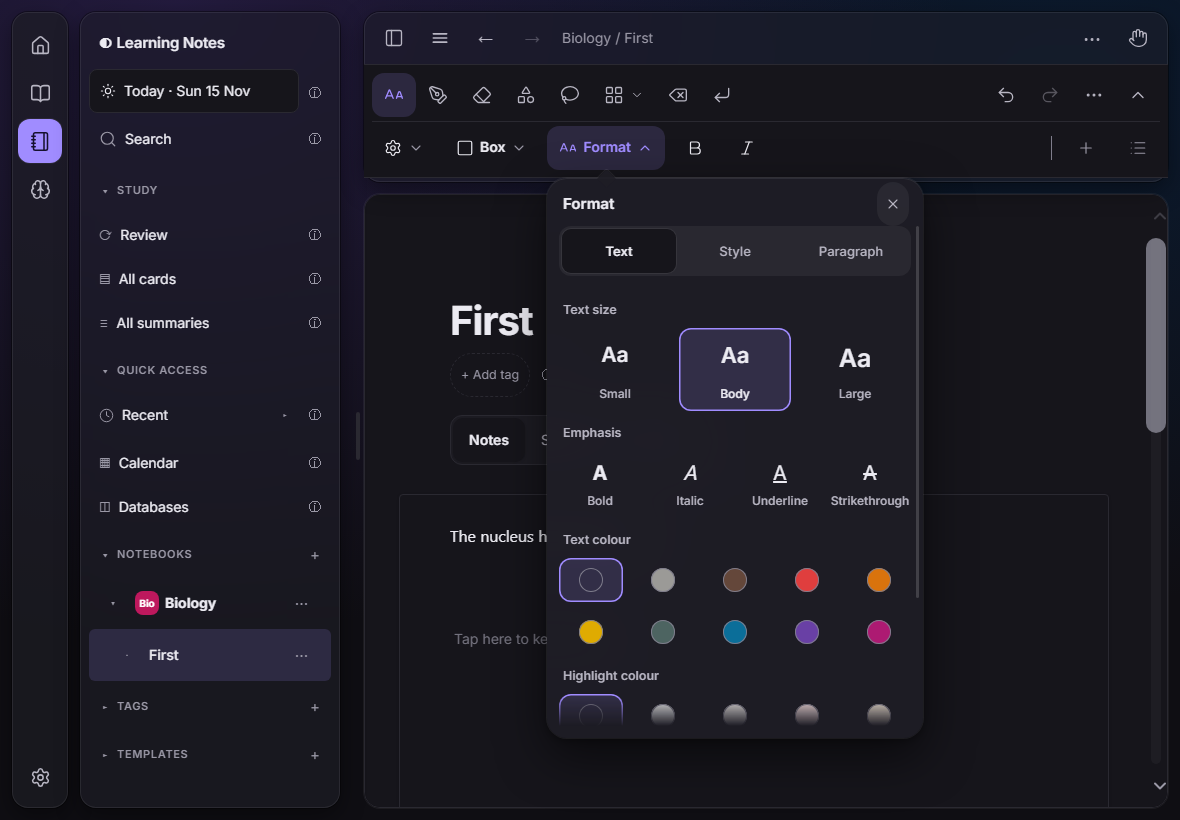 Learning Notes
Today · Sun 15 Nov
Search
STUDY
Review
All cards
All summaries
QUICK ACCESS
Recent
Calendar
Databases
NOTEBOOKS
Bio Biology
First
TAGS
TEMPLATES
Biology / First
AA
Box
AA Format
B I
First
+ Add tag
Notes
The nucleus h
Tap here to ke
Format
Text Style Paragraph
Text size
Aa Aa Aa
Small Body Large
Emphasis
A A A A
Bold Italic Underline Strikethrough
Text colour
Highlight colour